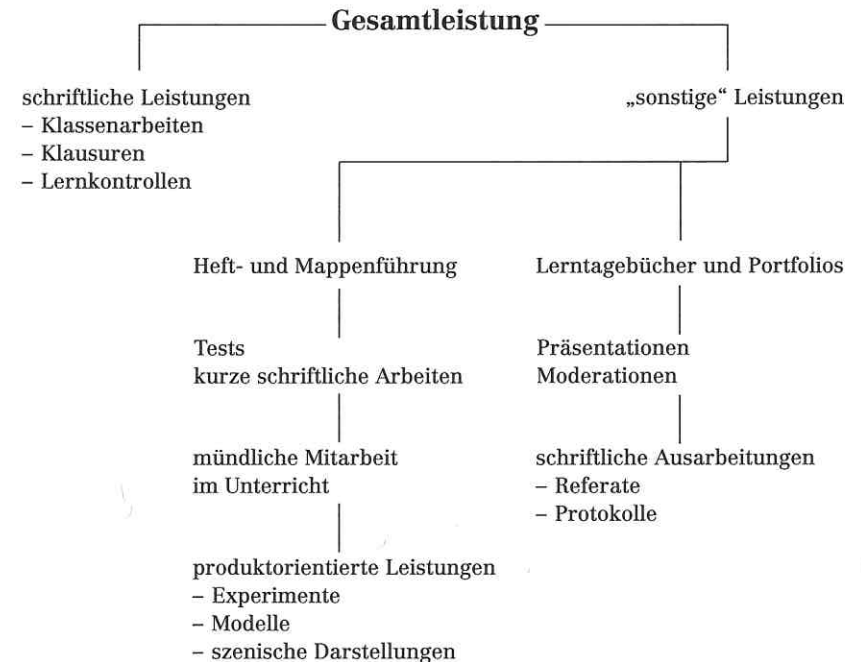 Gesamtleistung
schriftliche Leistungen
– Klassenarbeiten
– Klausuren
– Lernkontrollen
„sonstige“ Leistungen
Heft- und Mappenführung
Tests
kurze schriftliche Arbeiten
mündliche Mitarbeit
im Unterricht
produktorientierte Leistungen
– Experimente
– Modelle
– szenische Darstellungen
Lerntagebücher und Portfolios
Präsentationen
Moderationen
schriftliche Ausarbeitungen
– Referate
– Protokolle